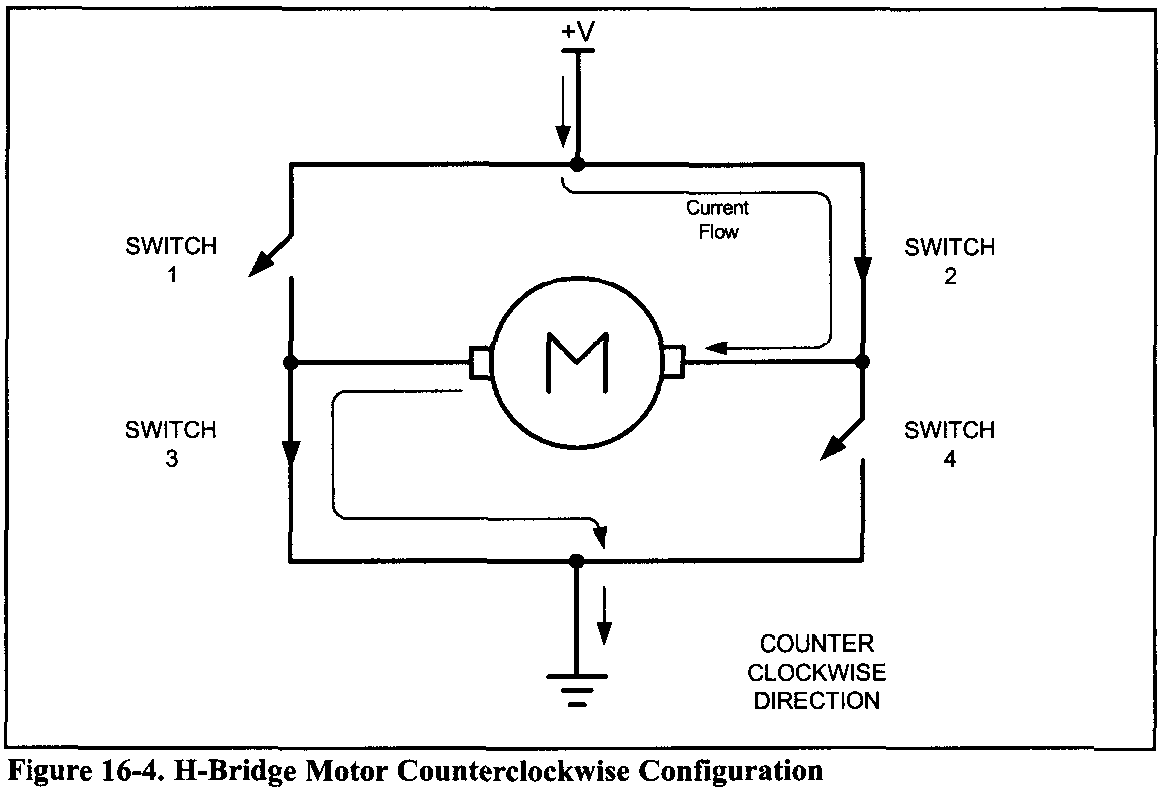 +V
Current
Flow
SWITCH
1
SWITCH
2
M
SWITCH
3
SWITCH
4
COUNTER
CLOCKWISE
DIRECTION
Figure 16-4. H-Bridge Motor Counterclockwise Configuration